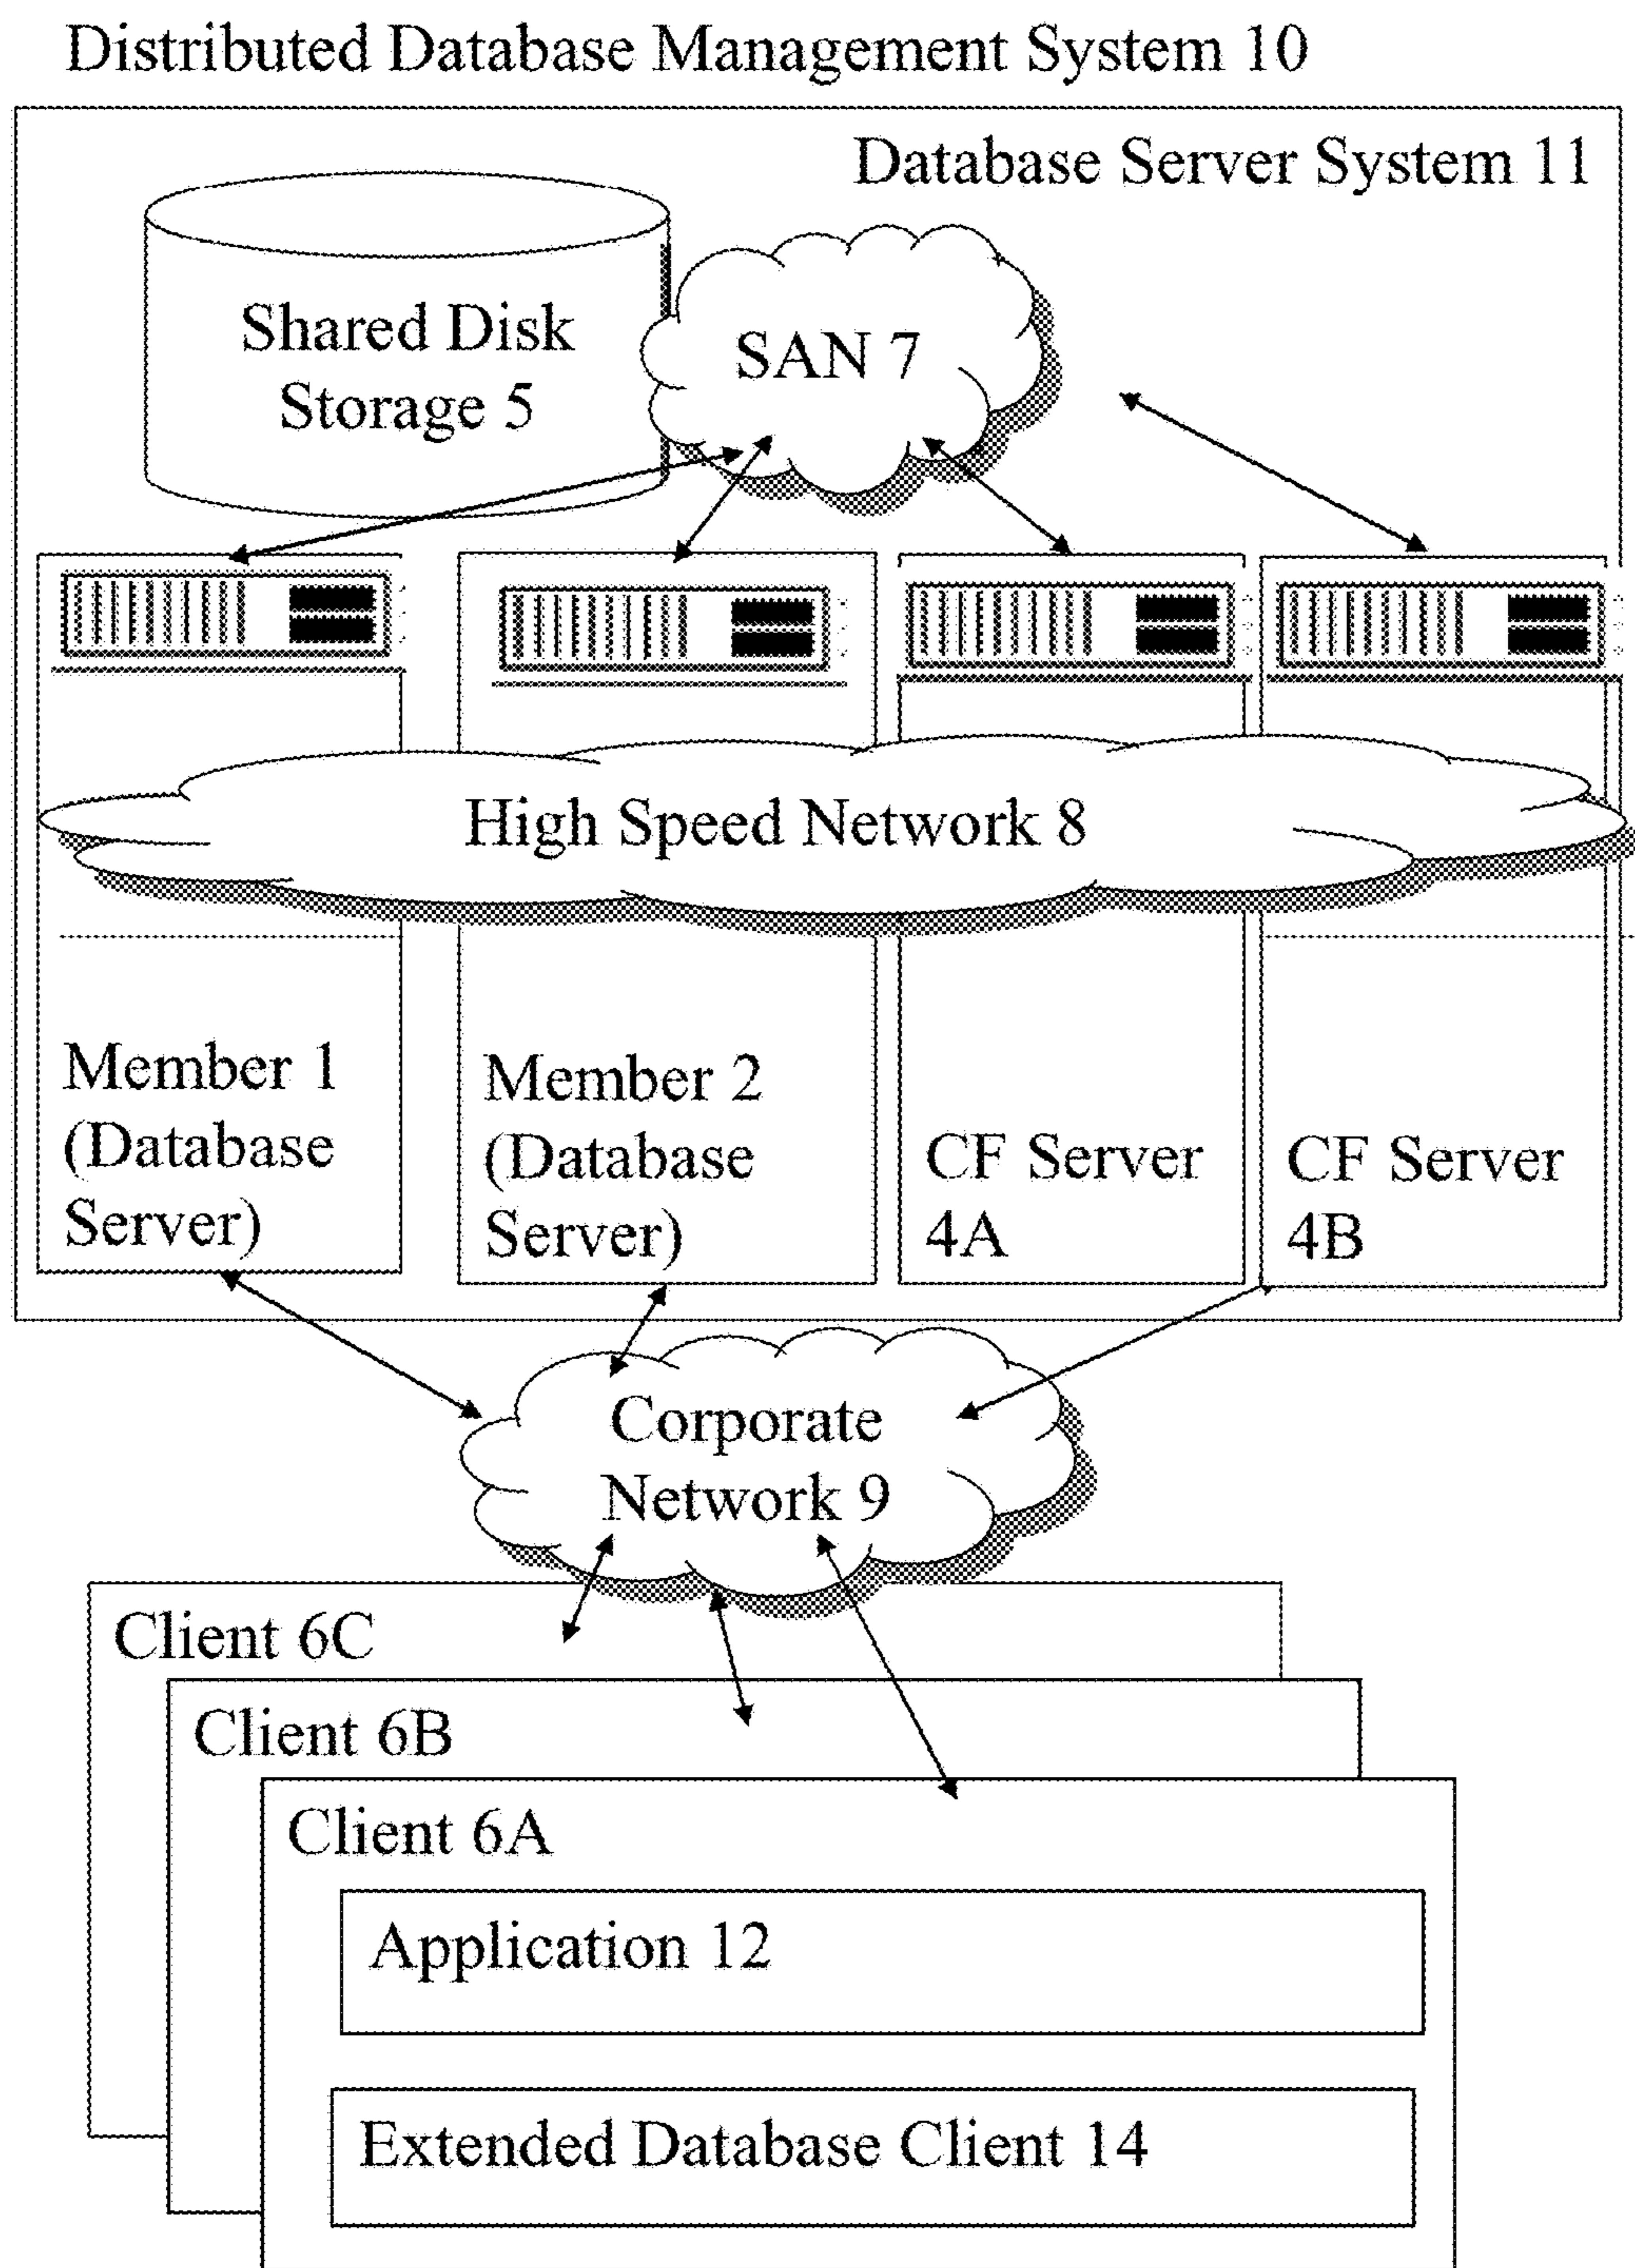 Distributed Database Management System 10
Database Server System 11
Shared Disk
Storage 5
SAN 7
High Speed Network 8
Member 1
(Database
Server)
Member 2
(Database
Server)
CF Server
4A
CF Server
4B
Corporate
Network 9
Client 6C
Client 6B
Client 6A
Application 12
Extended Database Client 14